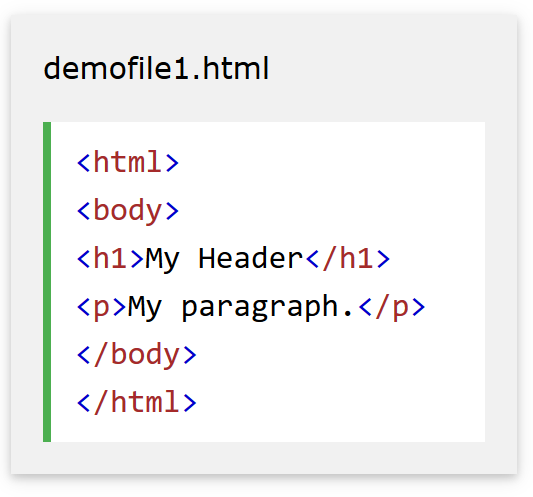 demofile1.html
<html>
<body>
<h1>My Header</h1>
<p>My paragraph.</p>
</body>
</html>